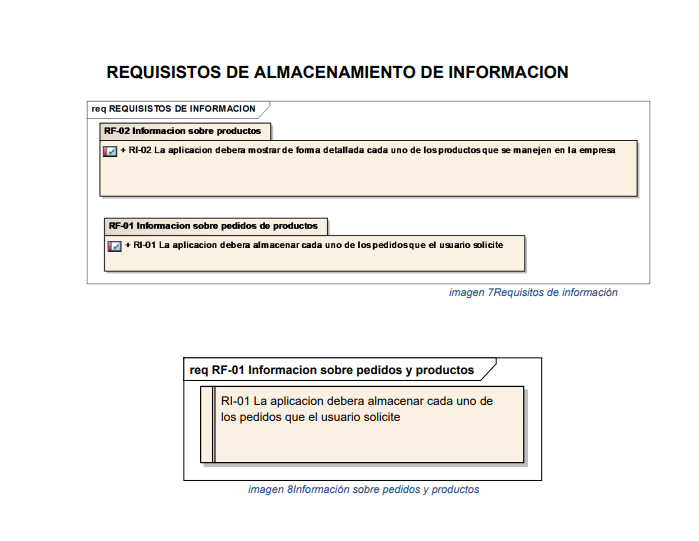 REQUISISTOS DE ALMACENAMIENTO DE INFORMACION
req REQUISISTOS DE INFORMACION
RF-02 Informacion sobre productos
+ RI-02 La aplicacion debera mostrar de forma detallada cada uno de los productos que se manejen en la empresa
RF-01 Informacion sobre pedidos de productos
+ RI-01 La aplicacion debera almacenar cada uno de los pedidos que el usuario solicite
imagen 7Requisitos de información
req RF-01 Informacion sobre pedidos y productos
RI-01 La aplicacion debera almacenar cada uno de
los pedidos que el usuario solicite
imagen 8Información sobre pedidos y productos